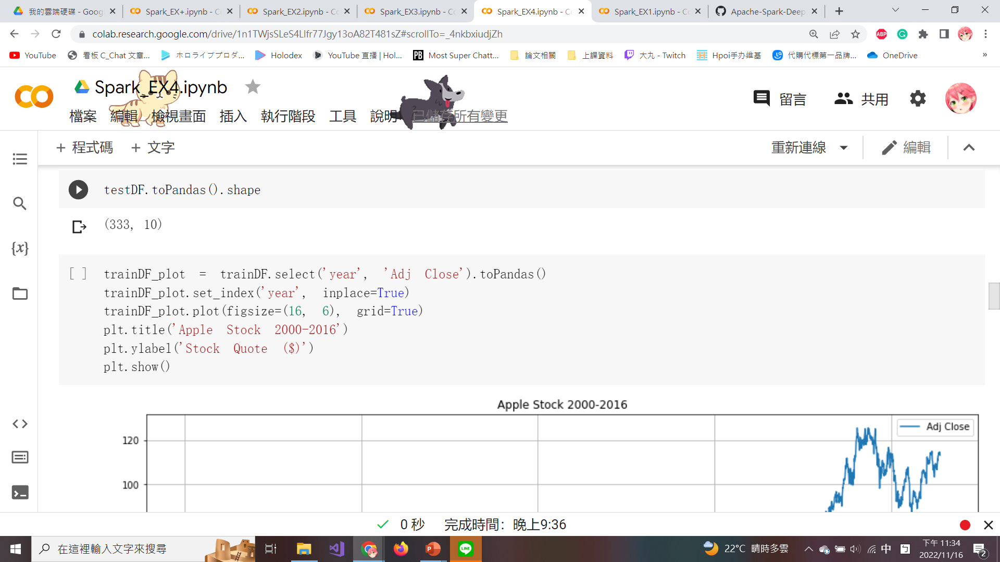 我的雲端硬碟 - Goog
Spark_EX+.ipynb - C
Spark_EX2.ipynb - Cc
Spark_EX3.ipynb - Cc
Spark_EX4.ipynb - Cc
Spark_EX1.ipynb - Cc
Apache-Spark-Deep
colab.research.google.com/drive/1n1TWjsSLeS4LIfr77Jgy13oA82T481sZ#scrollTo=_4nkbxiudjZh
ABP
YouTube
看板 C_Chat 文章...
ホロライブプロダ...
Holodex
YouTube 直播 | Hol...
PB
Most Super Chatt...
論文相關
上課資料
大丸 - Twitch
Hpoi手办维基
代購代標第一品牌...
OneDrive
»
Spark_EX4.ipynb
留言
共用
檔案 編輯 檢視畫面 插入 執行階段 工具 說明 已儲存所有變更
+ 程式碼 + 文字
重新連線
編輯
testDF.toPandas().shape
(333, 10)
{x}
[ ]
trainDF_plot = trainDF.select('year', 'Adj Close').toPandas()
trainDF_plot.set_index('year', inplace=True)
trainDF_plot.plot(figsize=(16, 6), grid=True)
plt.title('Apple Stock 2000-2016')
plt.ylabel('Stock Quote ($)')
plt.show()
Apple Stock 2000-2016
Adj Close
120
100
0 秒 完成時間：晚上9:36
在這裡輸入文字來搜尋
LINE
22°C 晴時多雲
中
下午 11:34
2022/11/16
2